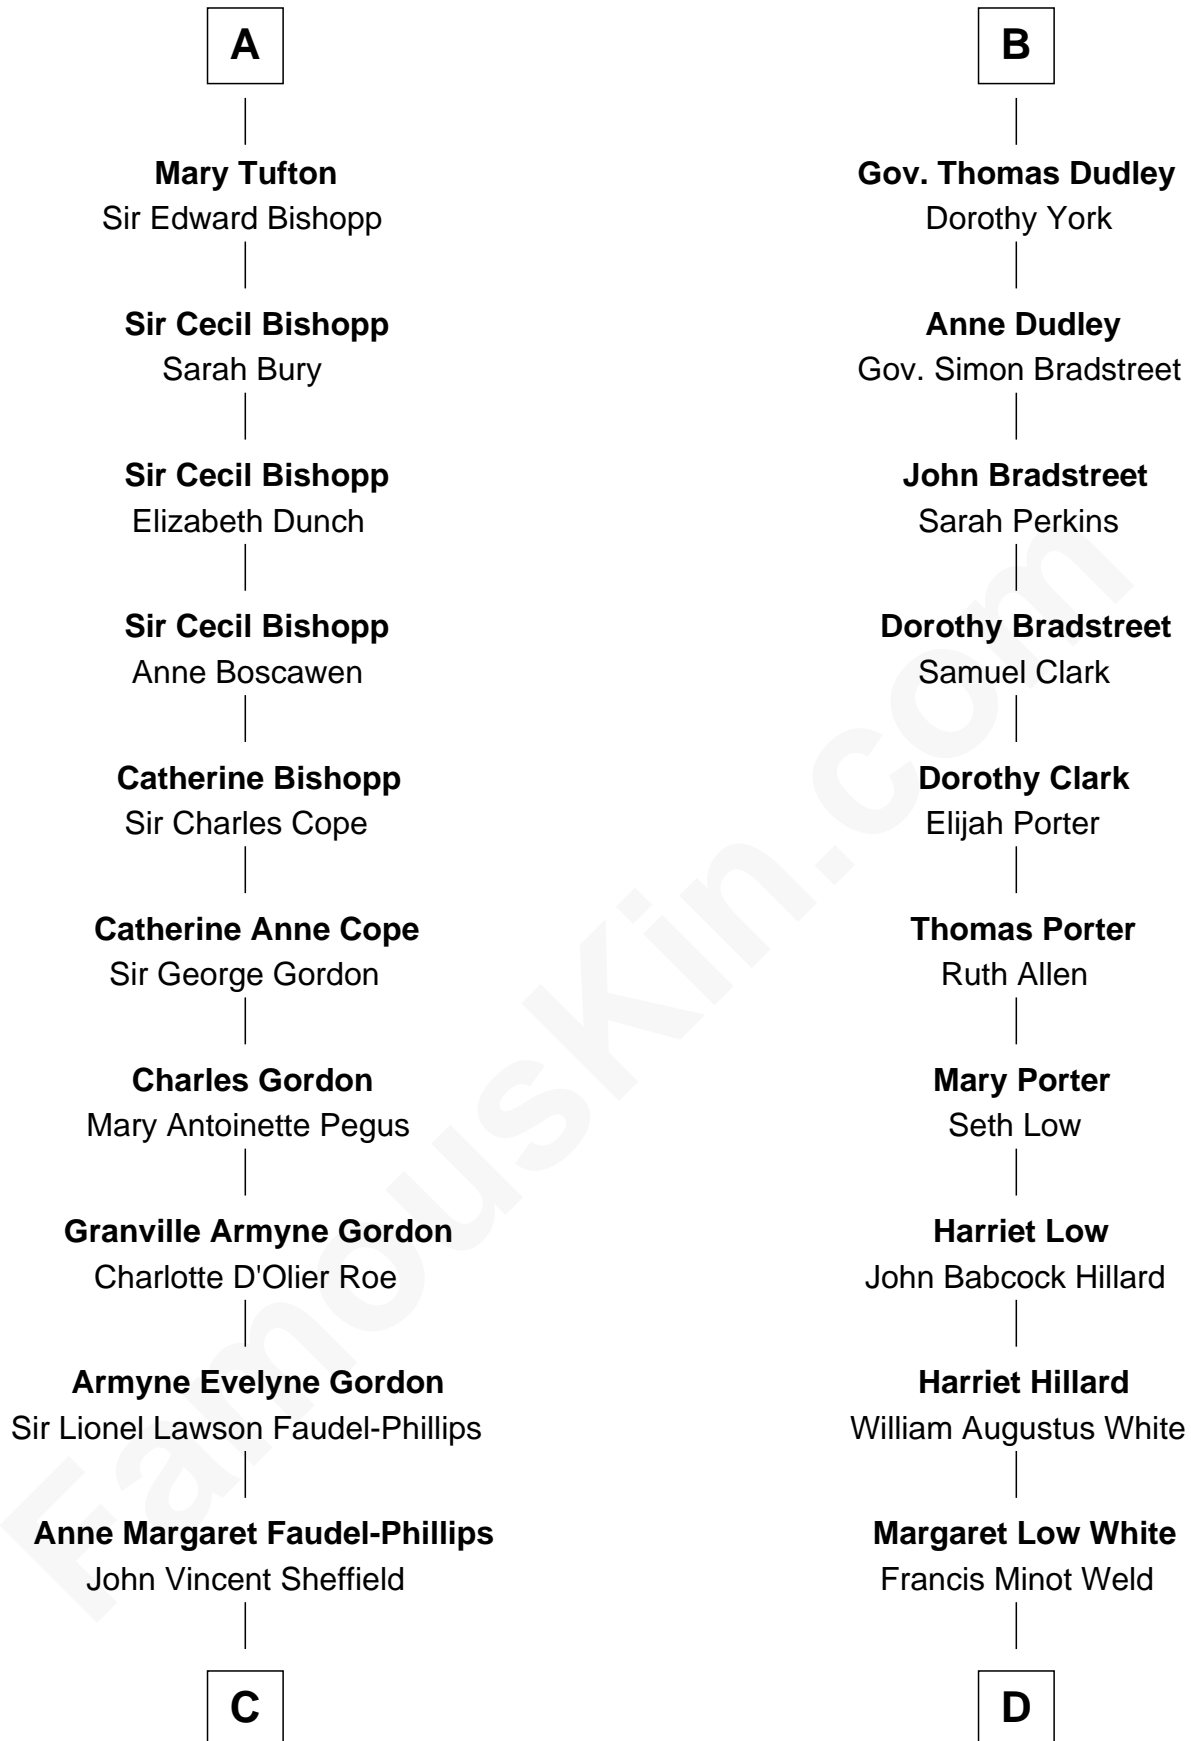 A
Mary Tufton
Sir Edward Bishopp
Sir Cecil Bishopp
Sarah Bury
Sir Cecil Bishopp
Elizabeth Dunch
Sir Cecil Bishopp
Anne Boscawen
Catherine Bishopp
Sir Charles Cope
Catherine Anne Cope
Sir George Gordon
Charles Gordon
Mary Antoinette Pegus
Granville Armyne Gordon
Charlotte D'Olier Roe
Armyne Evelyne Gordon
Sir Lionel Lawson Faudel-Phillips
Anne Margaret Faudel-Phillips
John Vincent Sheffield
C
B
Gov. Thomas Dudley
Dorothy York
Anne Dudley
Gov. Simon Bradstreet
John Bradstreet
Sarah Perkins
Dorothy Bradstreet
Samuel Clark
Dorothy Clark
Elijah Porter
Thomas Porter
Ruth Allen
Mary Porter
Seth Low
Harriet Low
John Babcock Hillard
Harriet Hillard
William Augustus White
Margaret Low White
Francis Minot Weld
D
FamousKin.com